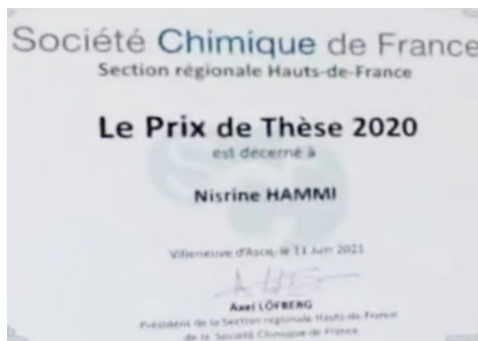 Société Chimique de France
Section régionale Hauts-de-France
Le Prix de Thèse 2020
est décerné à
Nisrine HAMMI
Villeneuve d'Ascq, le 11 Juin 2021
Axel LÖFBERG
Président de la Section régionale Hauts-de-France
de la Société Chimique de France